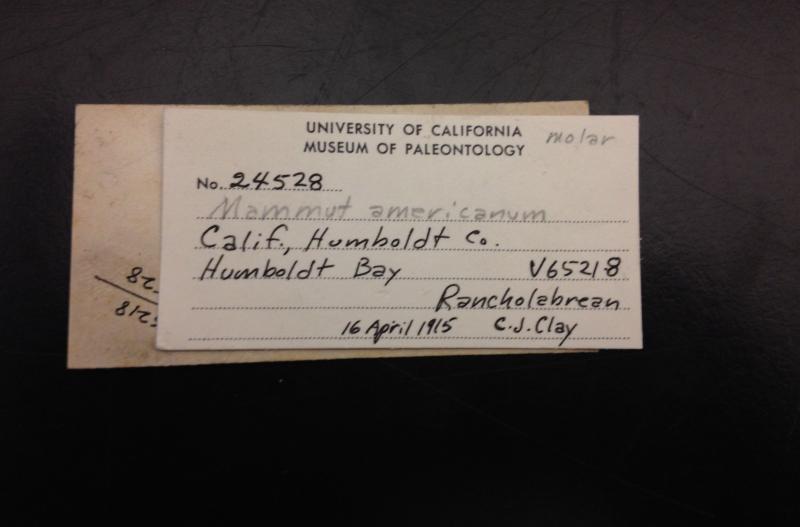 UNIVERSITY OF CALIFORNIA
MUSEUM OF PALEONTOLOGY
molar
No. 24528
Mammut americanum
Calif., Humboldt Co.
Humboldt Bay V65218
Rancholabrean
16 April 1915 C.J. Clay